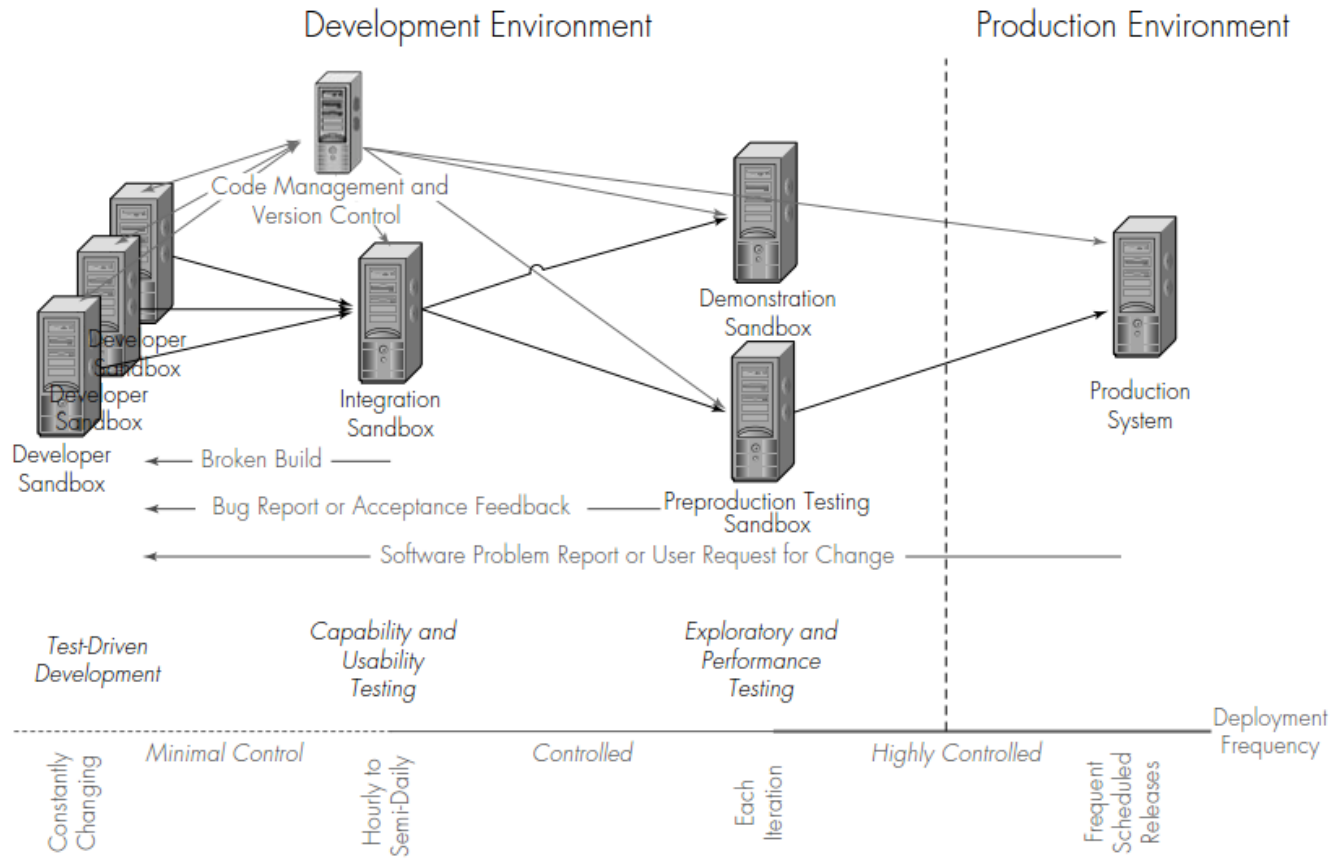 Development Environment
Production Environment
Code Management and
Version Control
Developer
Sandbox
Developer
Sandbox
Developer
Sandbox
Integration
Sandbox
Demonstration
Sandbox
Preproduction Testing
Sandbox
Production
System
Broken Build
Bug Report or Acceptance Feedback
Software Problem Report or User Request for Change
Test-Driven
Development
Capability and
Usability
Testing
Exploratory and
Performance
Testing
Deployment
Frequency
Minimal Control
Controlled
Highly Controlled
Constantly
Changing
Hourly to
Semi-Daily
Each
Iteration
Frequent
Scheduled
Releases